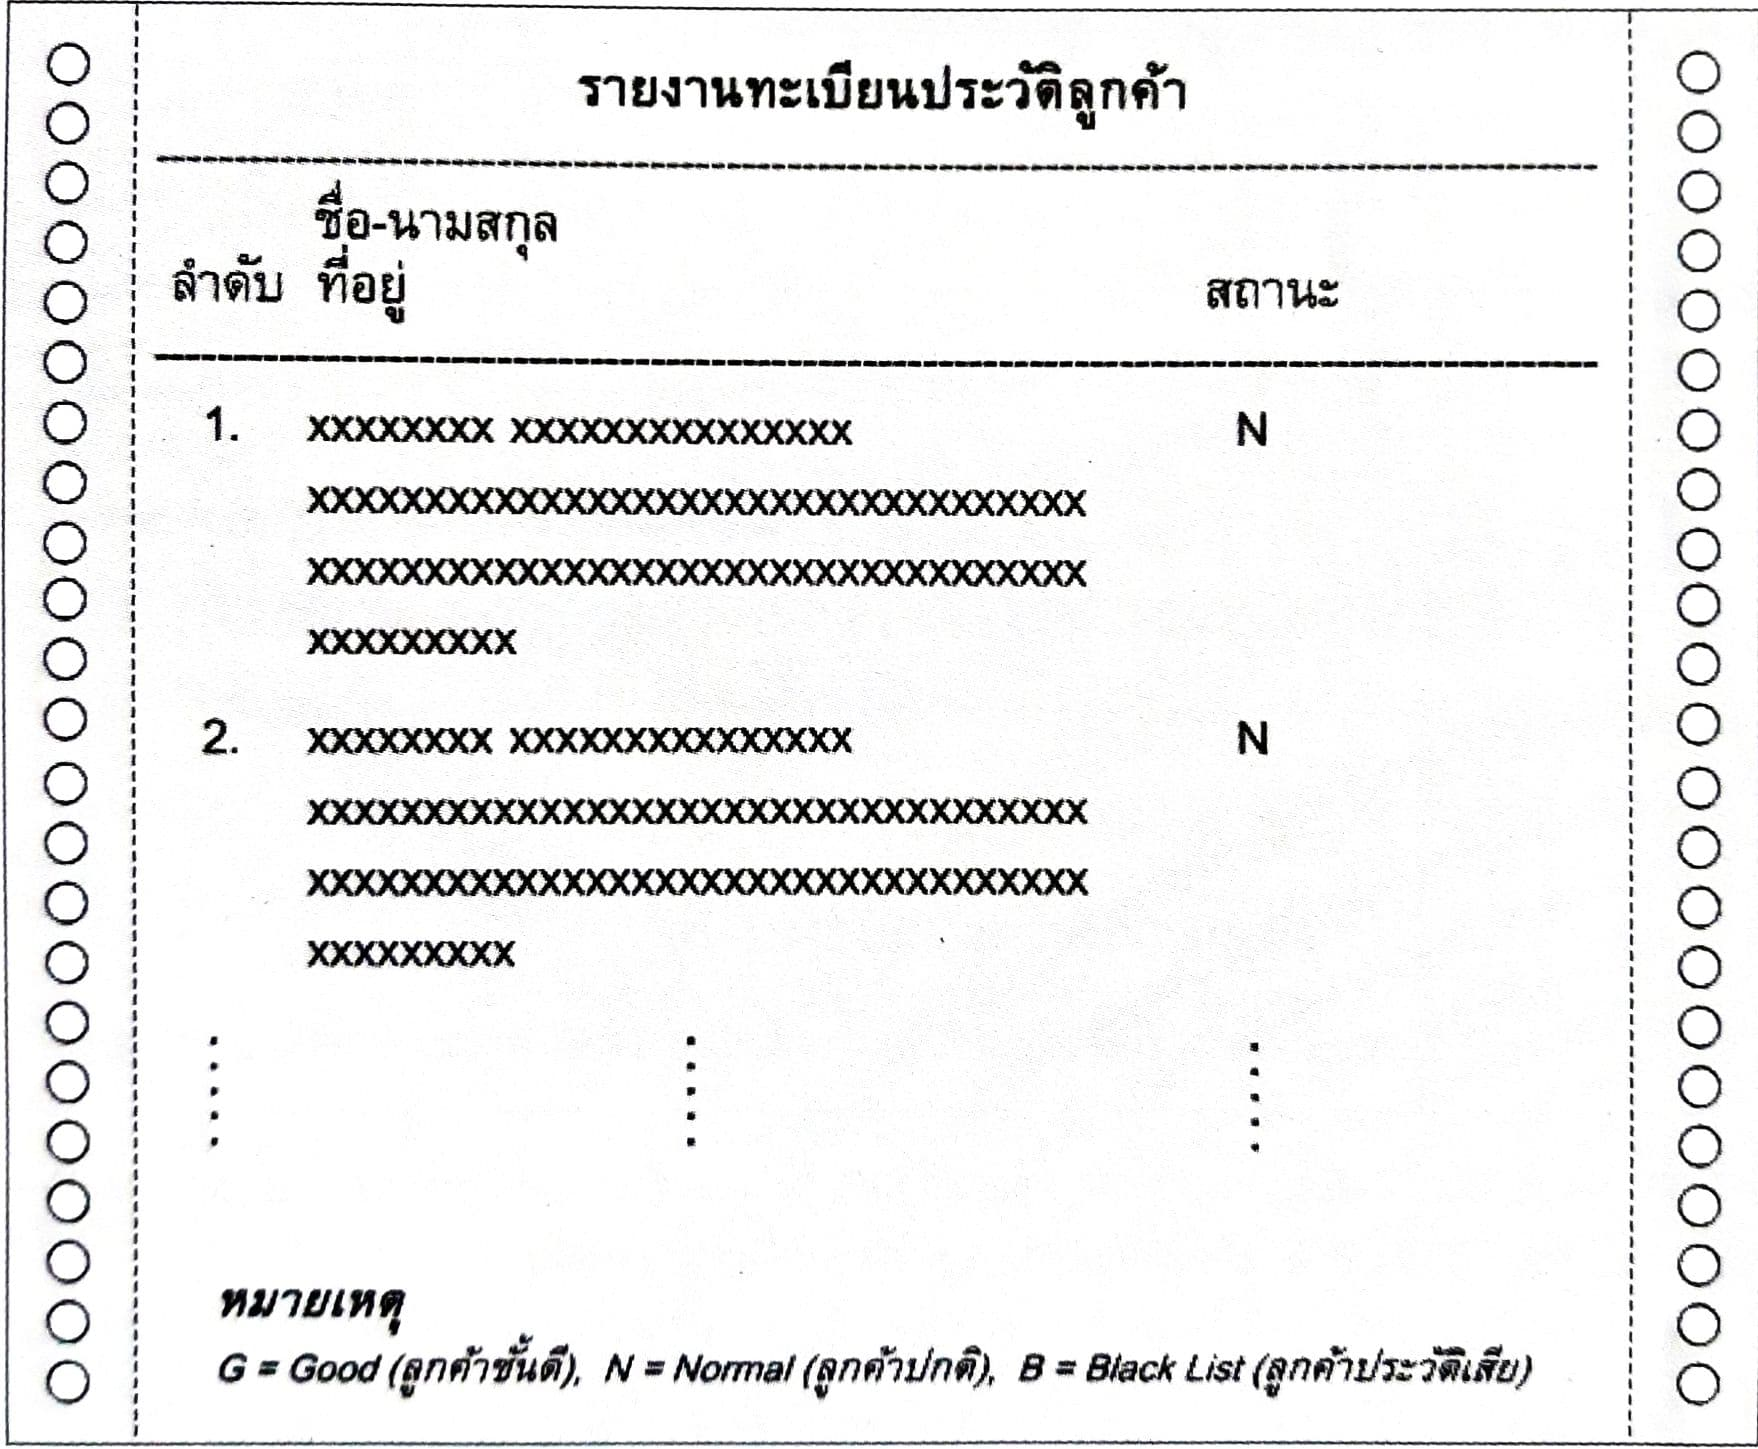 รายงานทะเบียนประวัติลูกค้า
ชื่อ-นามสกุล
ลำดับ ที่อยู่ สถานะ
1. xxxxxxxx xxxxxxxxxxxxxxx N
xxxxxxxxxxxxxxxxxxxxxxxxxxxxxxxxxx
xxxxxxxxxxxxxxxxxxxxxxxxxxxxxxxxxx
xxxxxxxxx
2. xxxxxxxx xxxxxxxxxxxxxxx N
xxxxxxxxxxxxxxxxxxxxxxxxxxxxxxxxxx
xxxxxxxxxxxxxxxxxxxxxxxxxxxxxxxxxx
xxxxxxxxx
หมายเหตุ
G = Good (ลูกค้าชั้นดี), N = Normal (ลูกค้าปกติ), B = Black List (ลูกค้าประวัติเสีย)